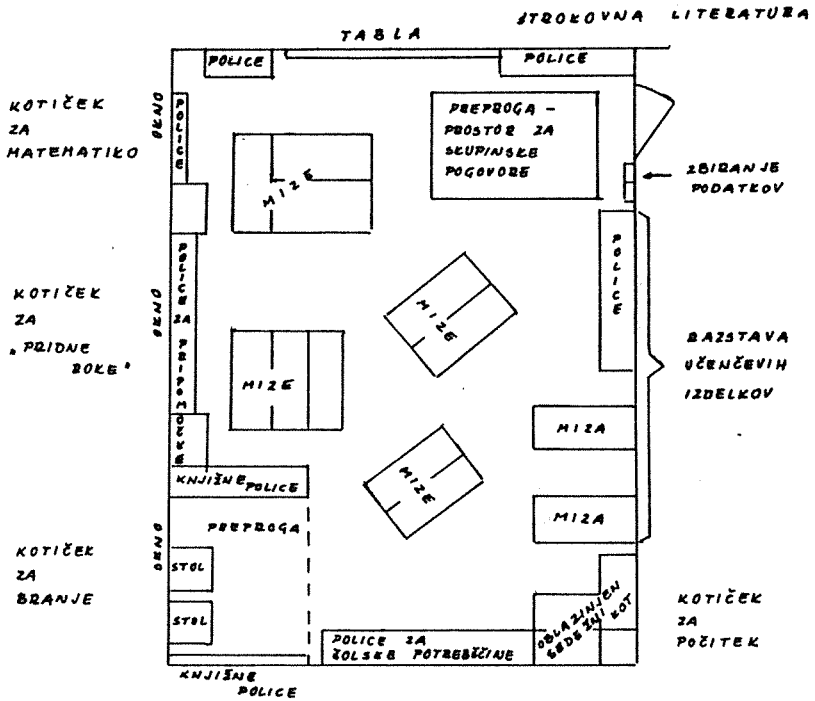 STROKOVNA LITERATURA
TABLA
POLICE
POLICE
KOTIČEK
ZA
MATEMATIKO
OKNO
POLICE
PREPROGA –
PROSTOR ZA
SKUPINSKE
POGOVORE
MIZE
ZBIRANJE
PODATKOV
KOTIČEK
ZA
"PRIDNE
ROKE"
OKNO
POLICE ZA PRIPOMOČKE
MIZE
POLICE
RAZSTAVA
UČENČEVIH
IZDELKOV
MIZE
MIZA
KNJIŽNE POLICE
MIZE
MIZA
PREPROGA
OKNO
KOTIČEK
ZA
BRANJE
STOL
STOL
OBLAZINJEN
SEDEŽNI KOT
KOTIČEK
ZA
POČITEK
POLICE ZA
ŠOLSKE POTREBŠČINE
KNJIŽNE
POLICE